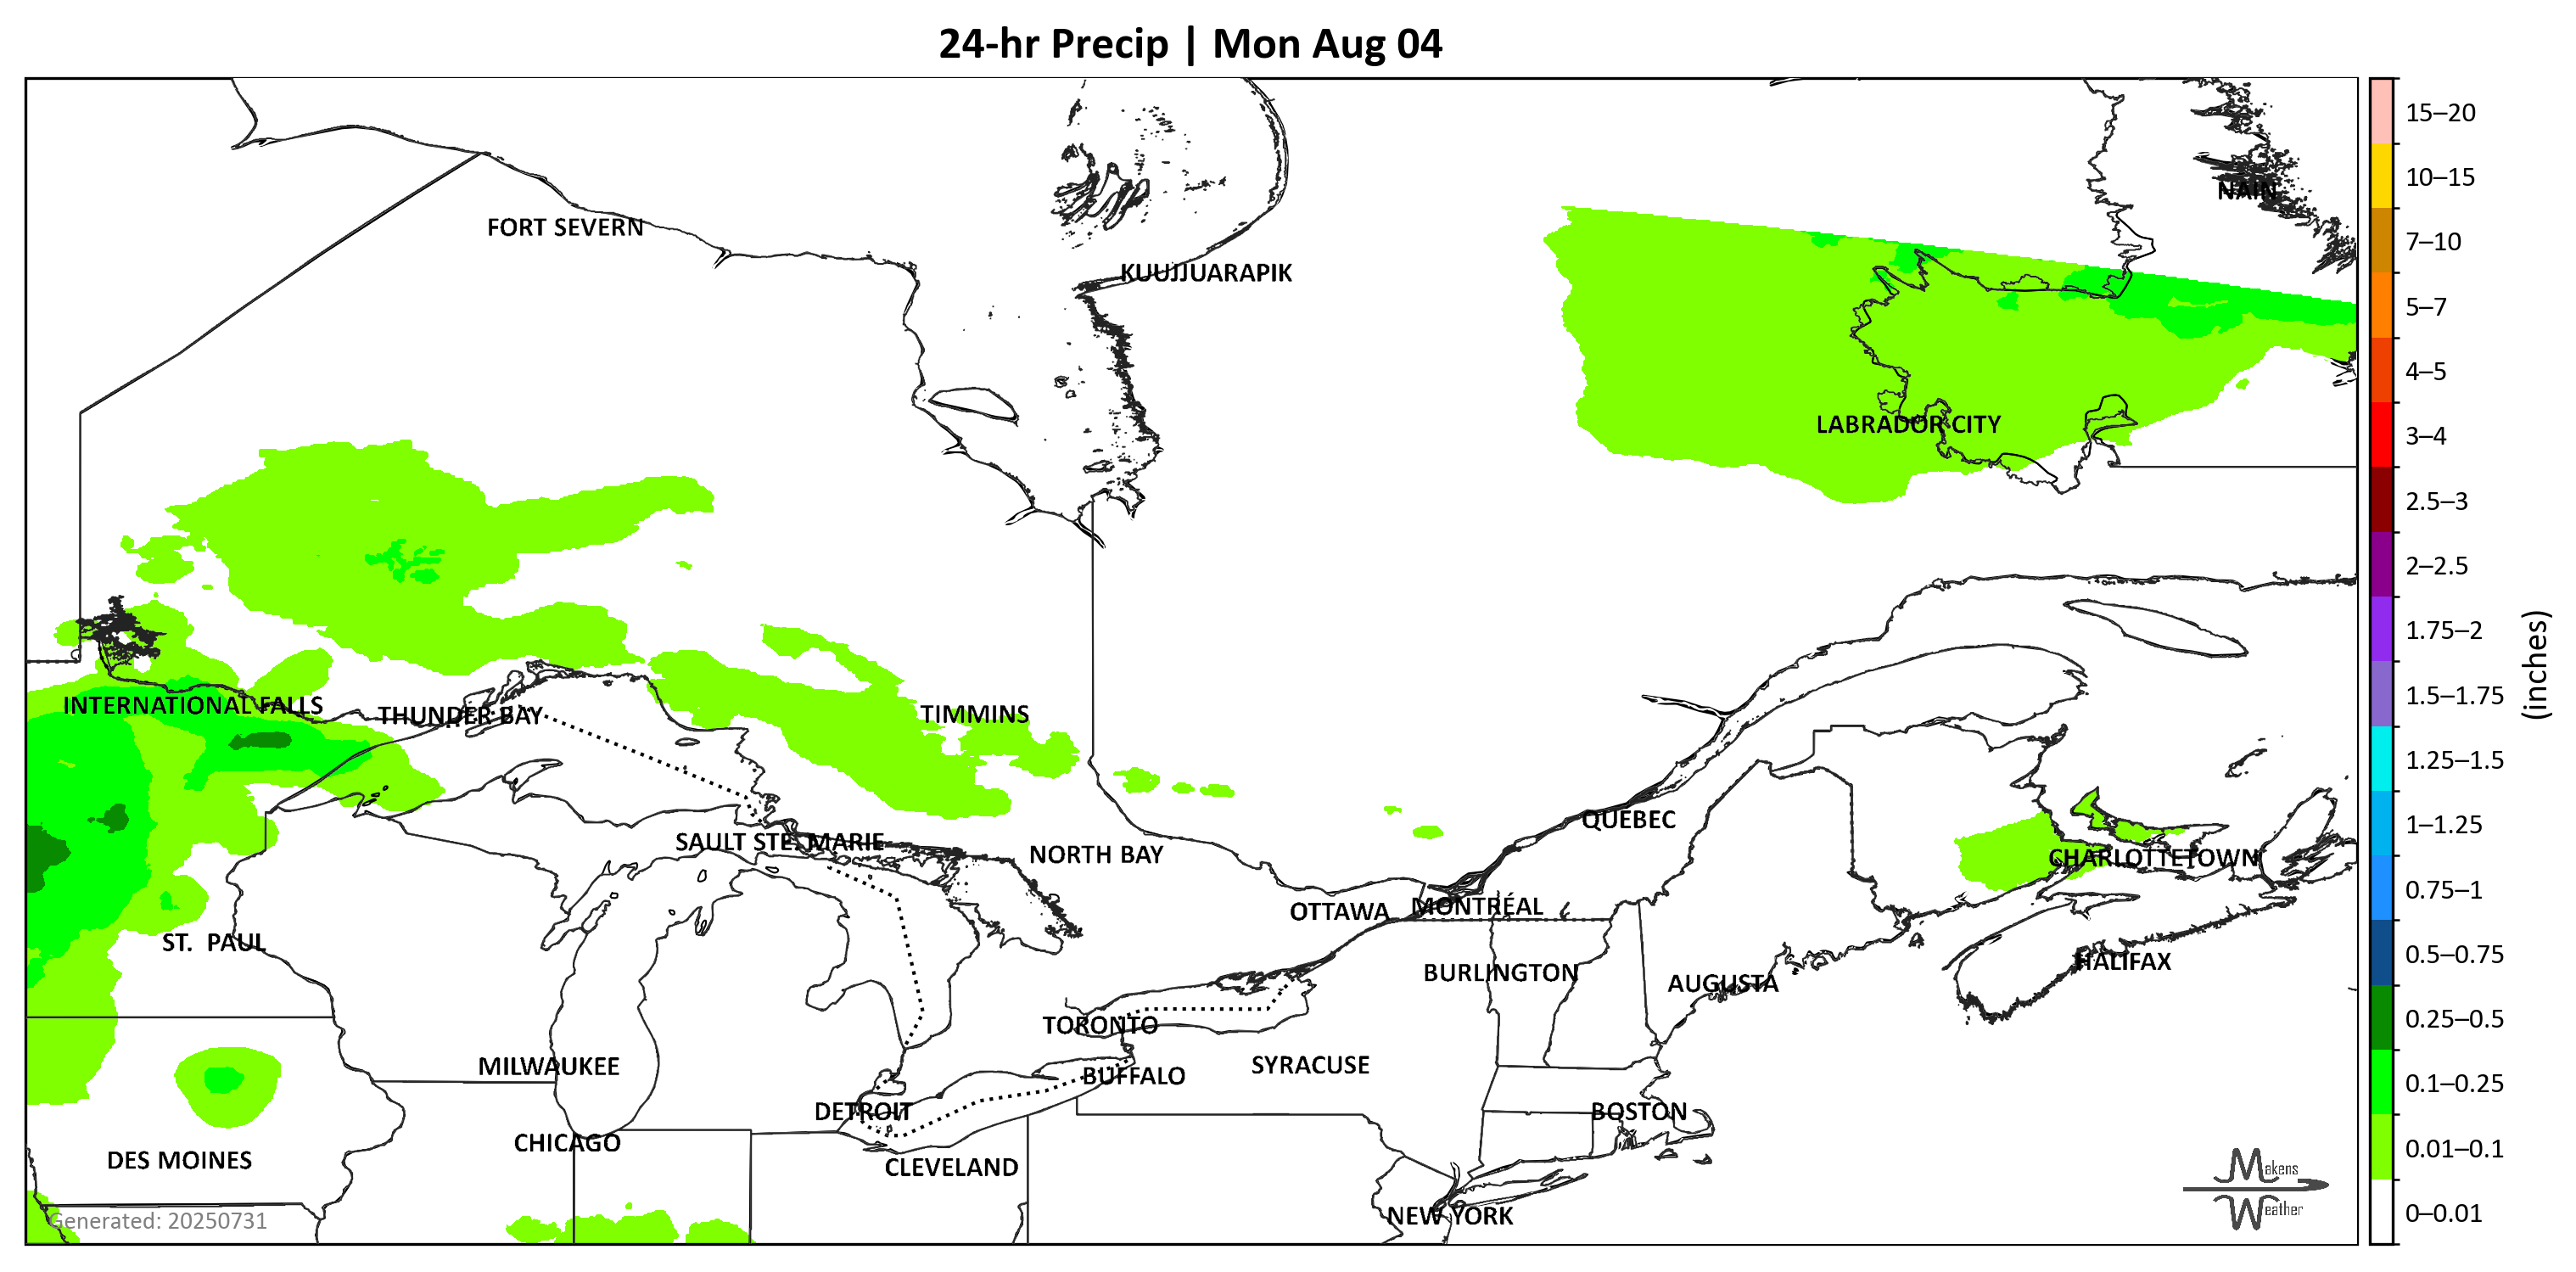 24-hr Precip | Mon Aug 04
NAIN
FORT SEVERN
KUUJJUARAPIK
LABRADOR CITY
INTERNATIONAL FALLS
THUNDER BAY
TIMMINS
SAULT STE. MARIE
NORTH BAY
QUÉBEC
CHARLOTTETOWN
OTTAWA
MONTRÉAL
ST. PAUL
BURLINGTON
AUGUSTA
HALIFAX
TORONTO
MILWAUKEE
SYRACUSE
BUFFALO
DETROIT
BOSTON
CHICAGO
DES MOINES
CLEVELAND
NEW YORK
Generated: 20250731
Makens
Weather
15–20
10–15
7–10
5–7
4–5
3–4
2.5–3
2–2.5
1.75–2
1.5–1.75
1.25–1.5
1–1.25
0.75–1
0.5–0.75
0.25–0.5
0.1–0.25
0.01–0.1
0–0.01
(inches)